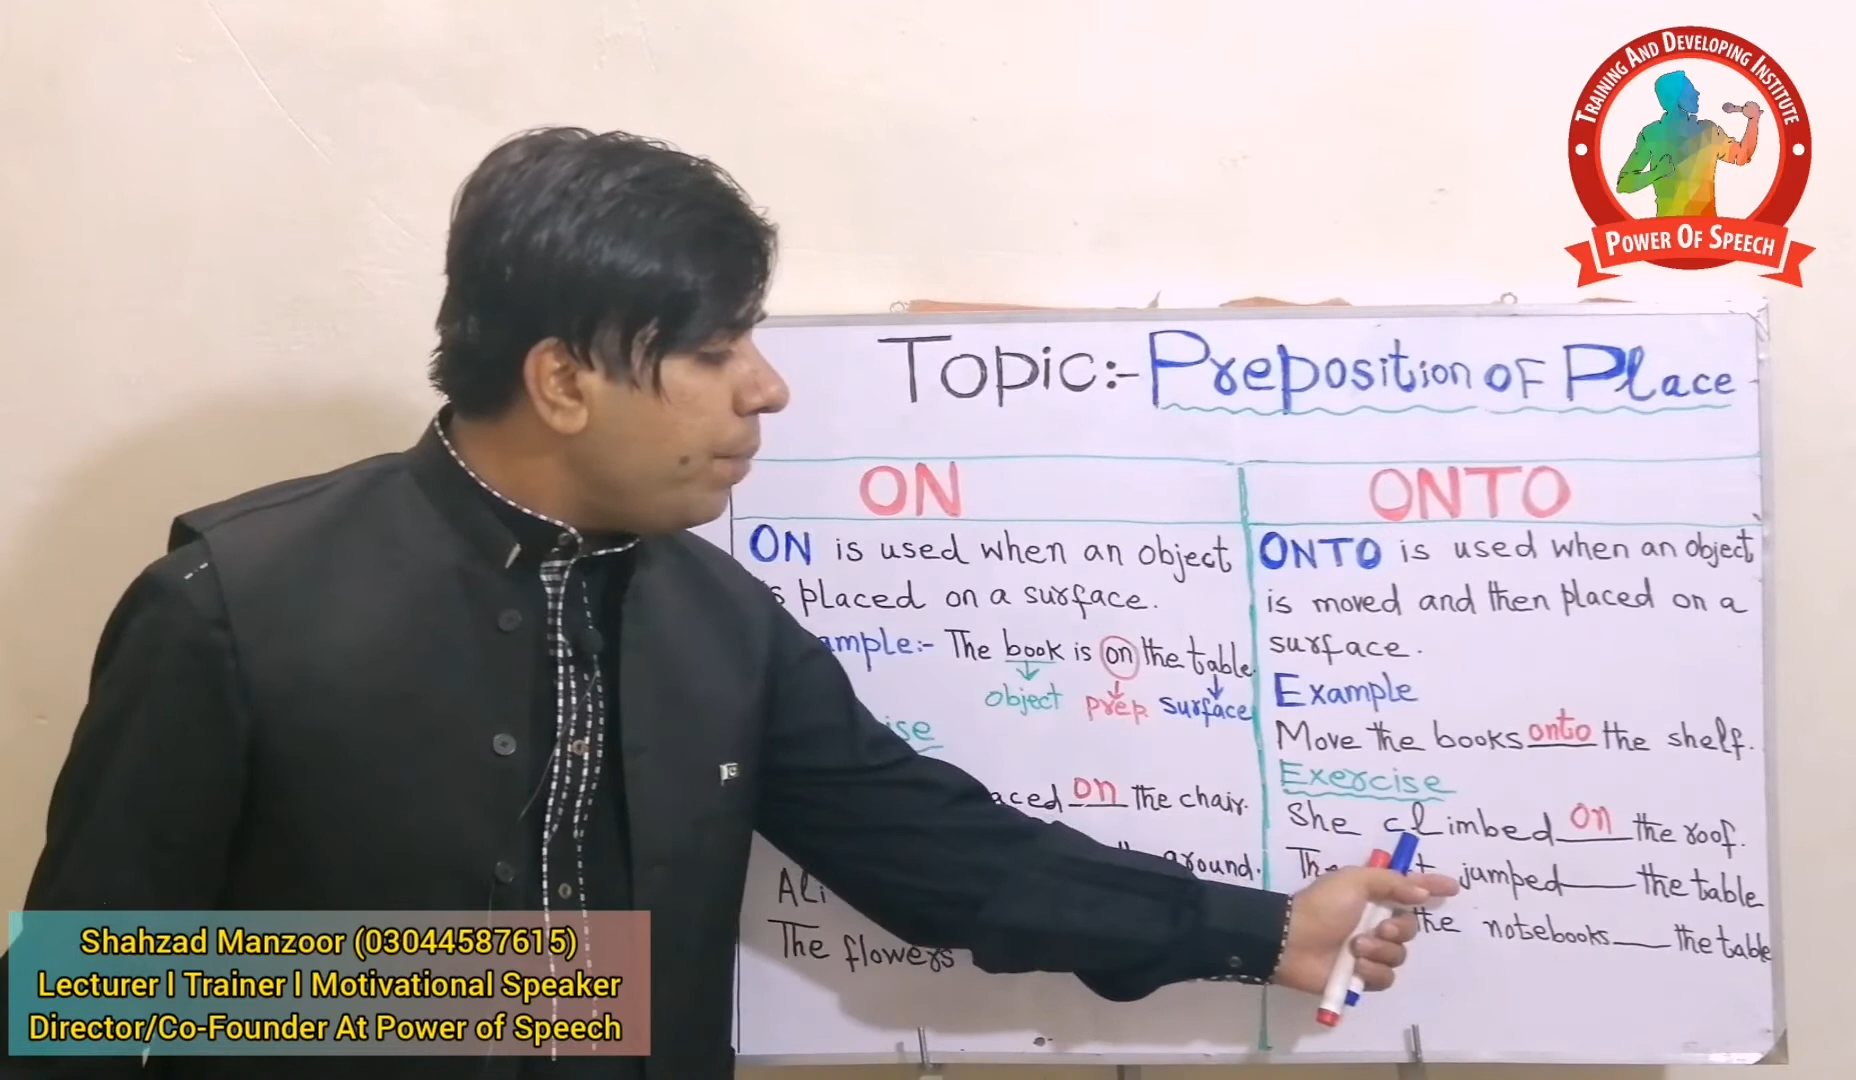 TRAINING AND DEVELOPING INSTITUTE
POWER OF SPEECH
Topic:- Preposition of Place
ON
ON is used when an object
placed on a surface.
Example:- The book is on the table.
object prep surface
on the chair.
ground.
Ali
The flowers
ONTO
ONTO is used when an object
is moved and then placed on a
surface.
Example
Move the books onto the shelf.
Exercise
She climbed on the roof.
jumped the table
the notebooks the table
Shahzad Manzoor (03044587615)
Lecturer l Trainer l Motivational Speaker
Director/Co-Founder At Power of Speech